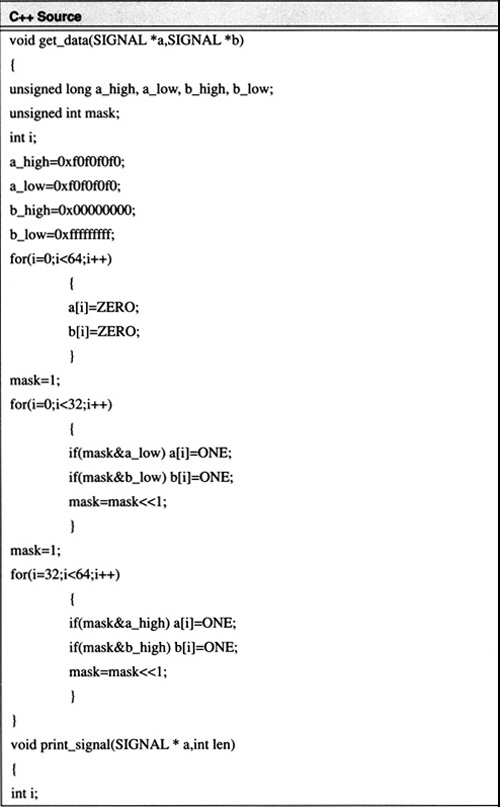 C++ Source
void get_data(SIGNAL *a,SIGNAL *b)
{
unsigned long a_high, a_low, b_high, b_low;
unsigned int mask;
int i;
a_high=0xf0f0f0f0;
a_low=0xf0f0f0f0;
b_high=0x00000000;
b_low=0xfffffffff;
for(i=0;i<64;i++)
{
a[i]=ZERO;
b[i]=ZERO;
}
mask=1;
for(i=0;i<32;i++)
{
if(mask&a_low) a[i]=ONE;
if(mask&b_low) b[i]=ONE;
mask=mask<<1;
}
mask=1;
for(i=32;i<64;i++)
{
if(mask&a_high) a[i]=ONE;
if(mask&b_high) b[i]=ONE;
mask=mask<<1;
}
}
void print_signal(SIGNAL * a,int len)
{
int i;